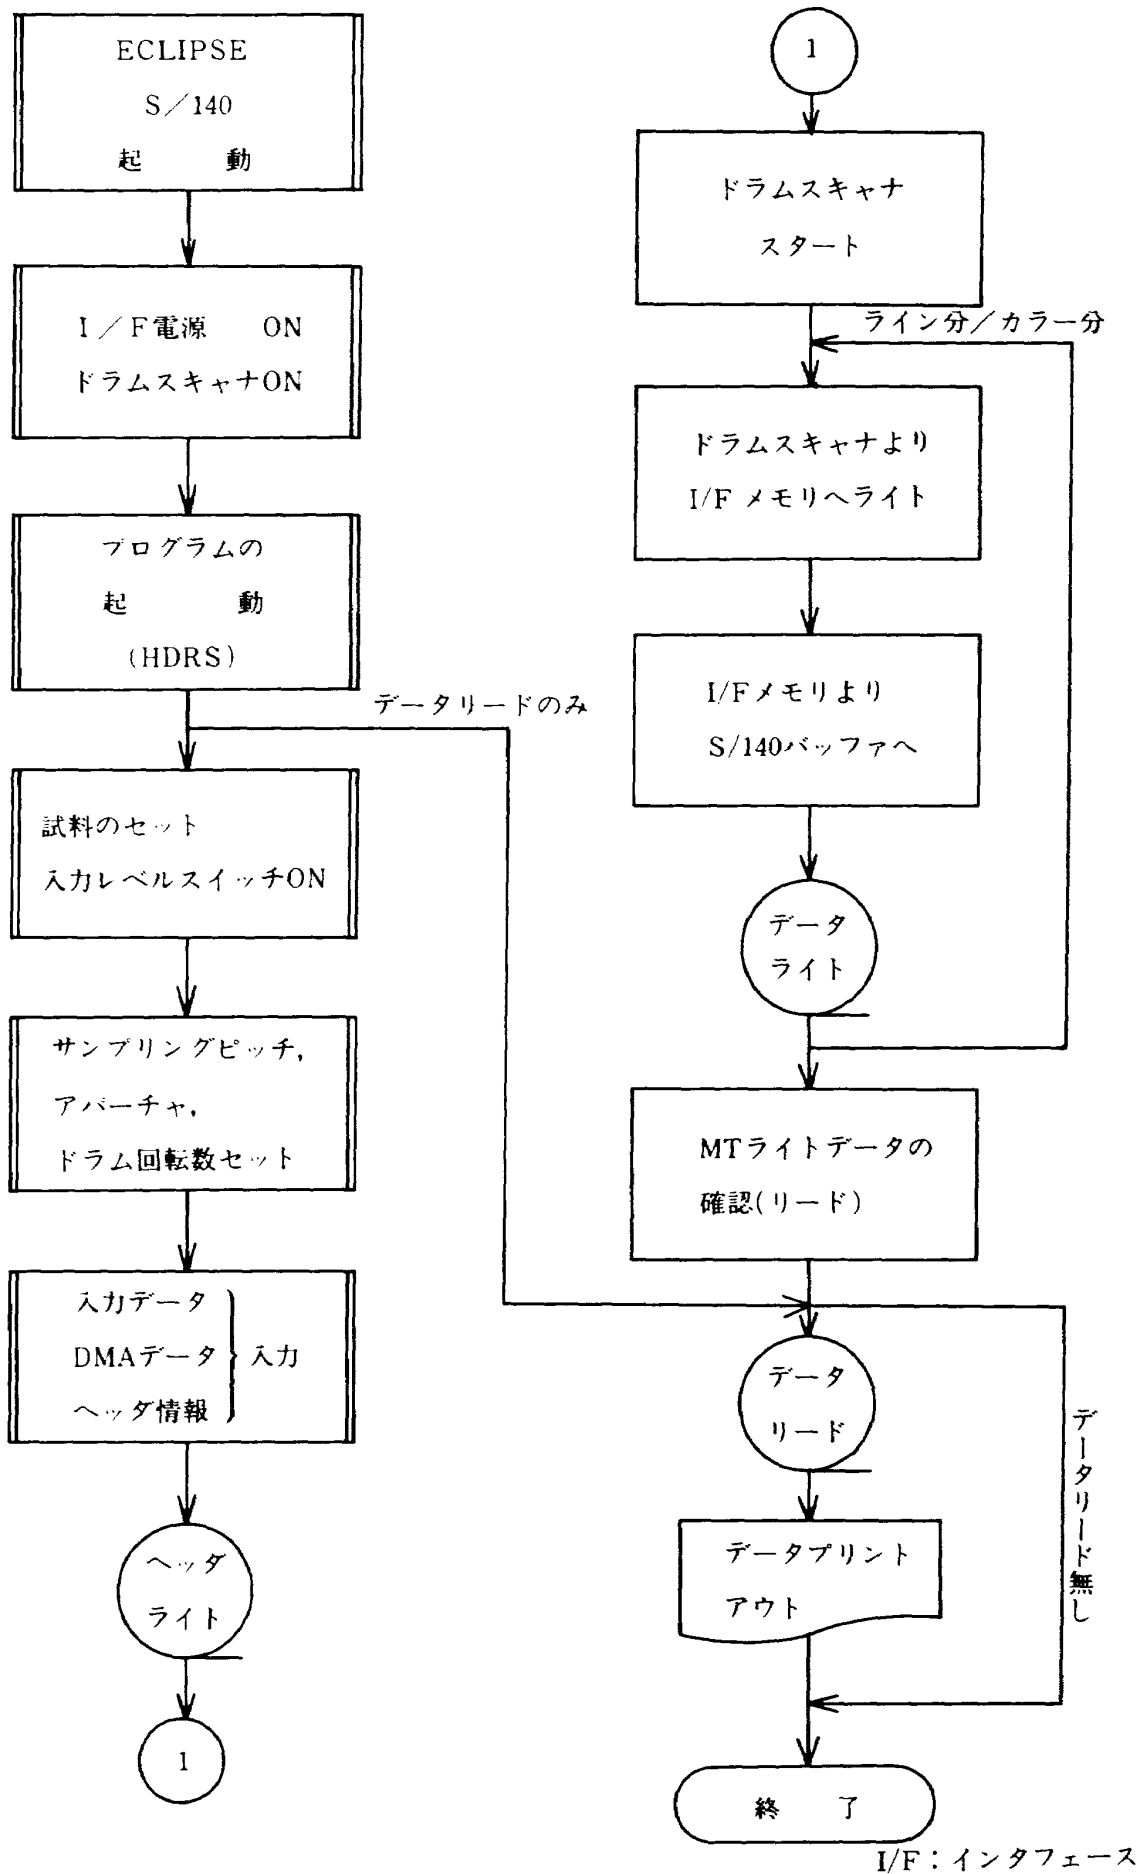 ECLIPSE
S／140
起　動
I／F電源　ON
ドラムスキャナON
プログラムの
起　動
(HDRS)
データリードのみ
試料のセット
入力レベルスイッチON
サンプリングピッチ，
アパーチャ，
ドラム回転数セット
入力データ
DMAデータ
ヘッダ情報
入力
ヘッダ
ライト
1
1
ドラムスキャナ
スタート
ライン分／カラー分
ドラムスキャナより
I/F メモリへライト
I/Fメモリより
S/140バッファへ
データ
ライト
MTライトデータの
確認(リード)
データ
リード
データリード無し
データプリント
アウト
終　了
I/F：インタフェース